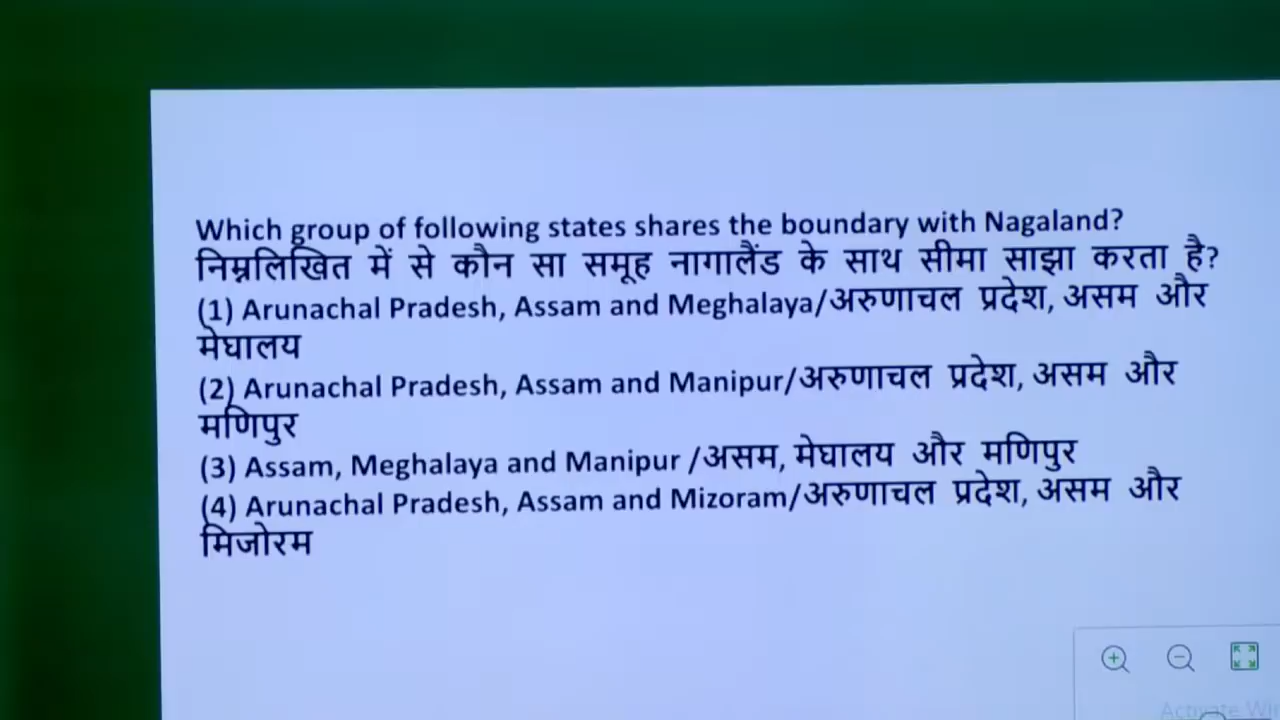 Which group of following states shares the boundary with Nagaland?
निम्नलिखित में से कौन सा समूह नागालैंड के साथ सीमा साझा करता है?
(1) Arunachal Pradesh, Assam and Meghalaya/अरुणाचल प्रदेश, असम और
मेघालय
(2) Arunachal Pradesh, Assam and Manipur/अरुणाचल प्रदेश, असम और
मणिपुर
(3) Assam, Meghalaya and Manipur /असम, मेघालय और मणिपुर
(4) Arunachal Pradesh, Assam and Mizoram/अरुणाचल प्रदेश, असम और
मिजोरम
Activate